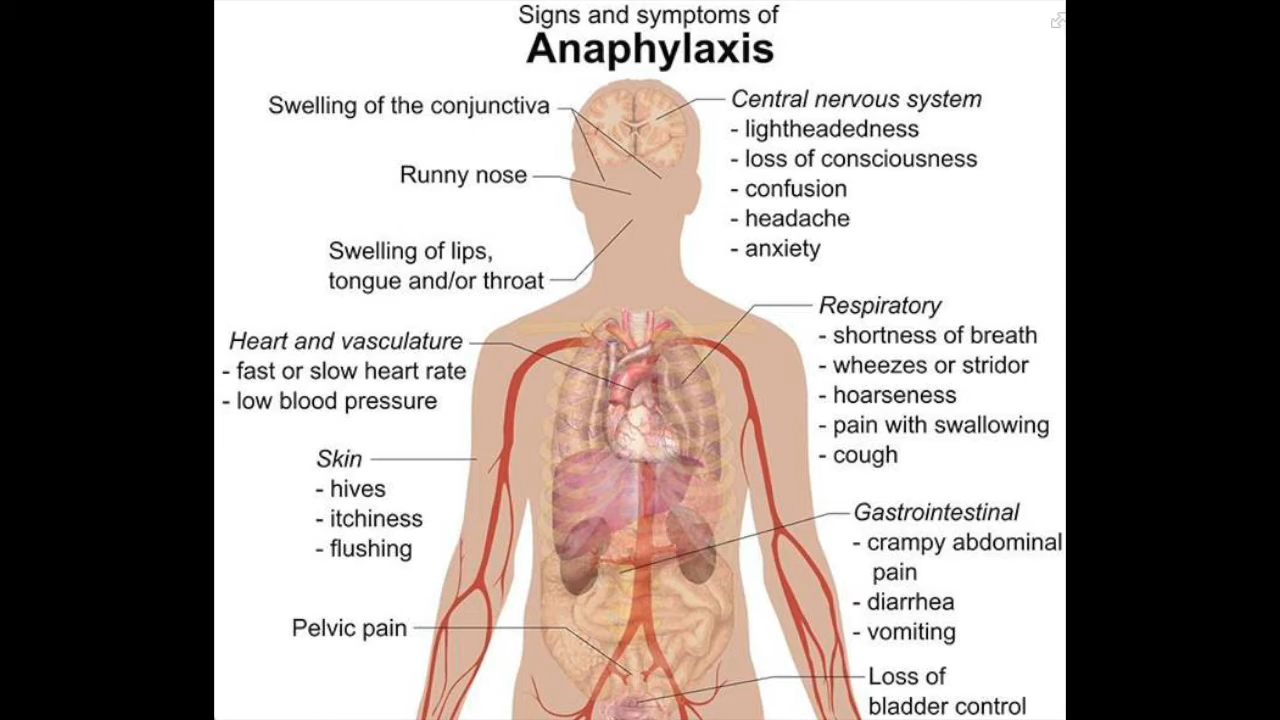 Signs and symptoms of
Anaphylaxis
Swelling of the conjunctiva
Runny nose
Swelling of lips,
tongue and/or throat
Heart and vasculature
- fast or slow heart rate
- low blood pressure
Skin
- hives
- itchiness
- flushing
Pelvic pain
Central nervous system
- lightheadedness
- loss of consciousness
- confusion
- headache
- anxiety
Respiratory
- shortness of breath
- wheezes or stridor
- hoarseness
- pain with swallowing
- cough
Gastrointestinal
- crampy abdominal
pain
- diarrhea
- vomiting
Loss of
bladder control